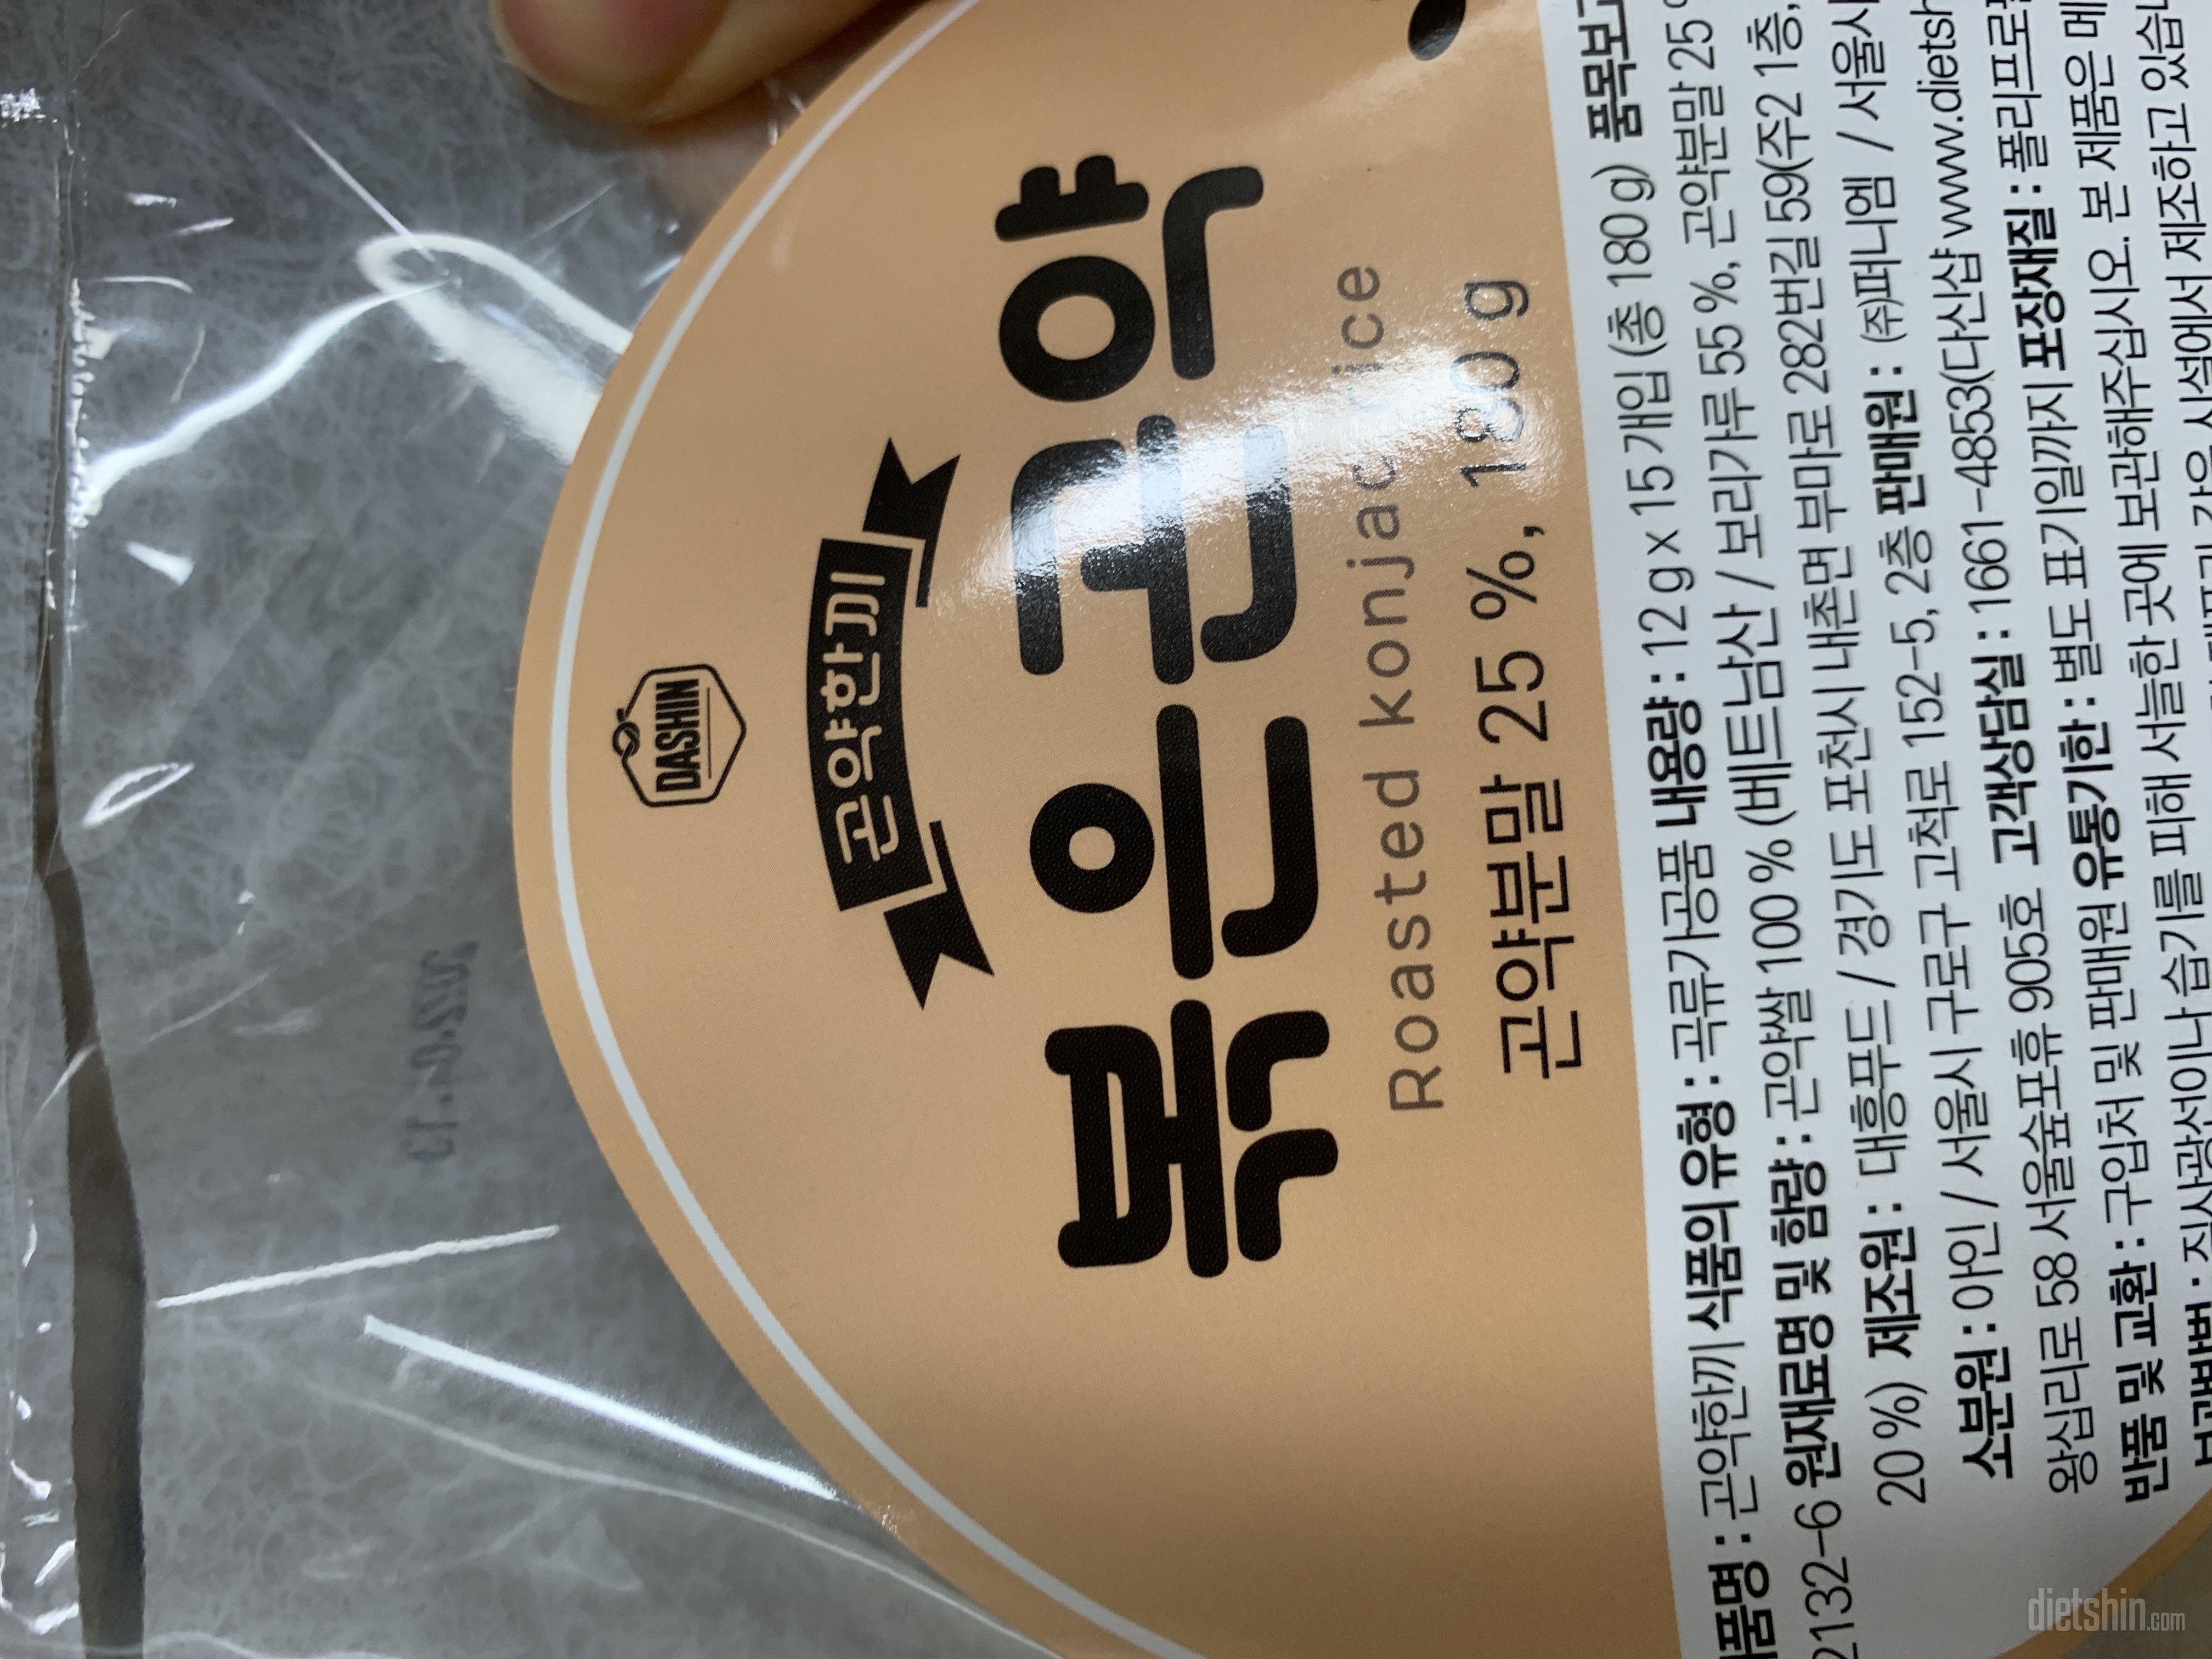 DASHIN
곤약한끼
볶은곤약
Roasted konjac rice
곤약분말 25 %, 180 g
제품명 : 곤약한끼 식품의 유형 : 곡류가공품 내용량 : 12 g x 15 개입 (총 180 g) 품목보고
2132-6 원재료명 및 함량 : 곤약쌀 100 % (베트남산 / 보리가루 55 %, 곤약분말 25 %
20 %) 제조원 : 대흥푸드 / 경기도 포천시 내촌면 부마로 282번길 59(주2 1층,
소분원 : 아인 / 서울시 구로구 고척로 152-5, 2층 판매원 : (주)퍼니엠 / 서울시
왕십리로 58 서울숲포휴 905호 고객상담실 : 1661-4853(다신샵 www.dietsh
반품 및 교환 : 구입처 및 판매원 유통기한 : 별도 표기일까지 포장재질 : 폴리프로필
보관방법 : 직사광선이나 습기를 피해 서늘한 곳에 보관해주십시오. 본 제품은 메
같은 시설에서 제조하고 있습니
dietshin.com